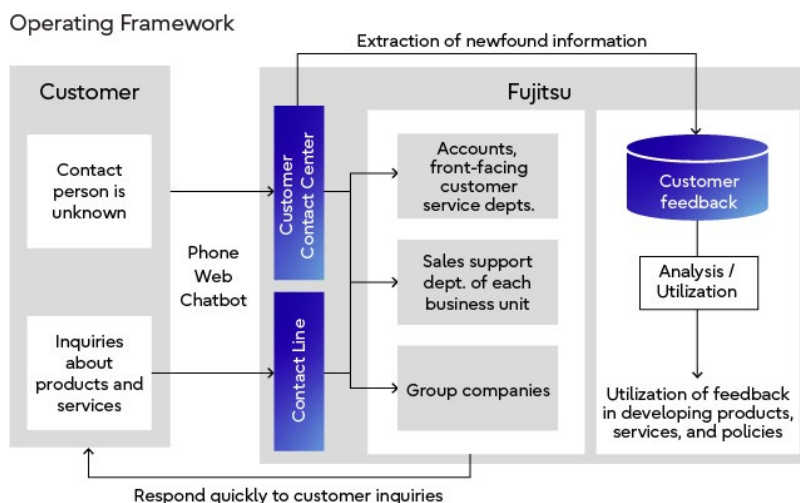 Operating Framework
Extraction of newfound information
Customer
Fujitsu
Contact
person is
unknown
Inquiries
about
products and
services
Phone
Web
Chatbot
Customer
Contact Center
Contact Line
Accounts,
front-facing
customer
service depts.
Sales support
dept. of each
business unit
Group companies
Customer
feedback
Analysis /
Utilization
Utilization of feedback
in developing products,
services, and policies
Respond quickly to customer inquiries